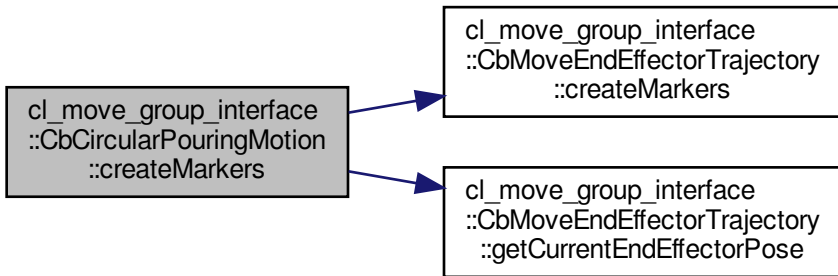 cl_move_group_interface
::CbCircularPouringMotion
::createMarkers
cl_move_group_interface
::CbMoveEndEffectorTrajectory
::createMarkers
cl_move_group_interface
::CbMoveEndEffectorTrajectory
::getCurrentEndEffectorPose